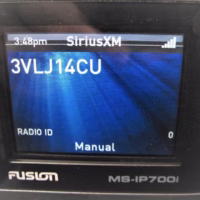 3:48pm SiriusXM
3VLJ14CU
RADIO ID 0
Manual
FUSION MS-IP700i